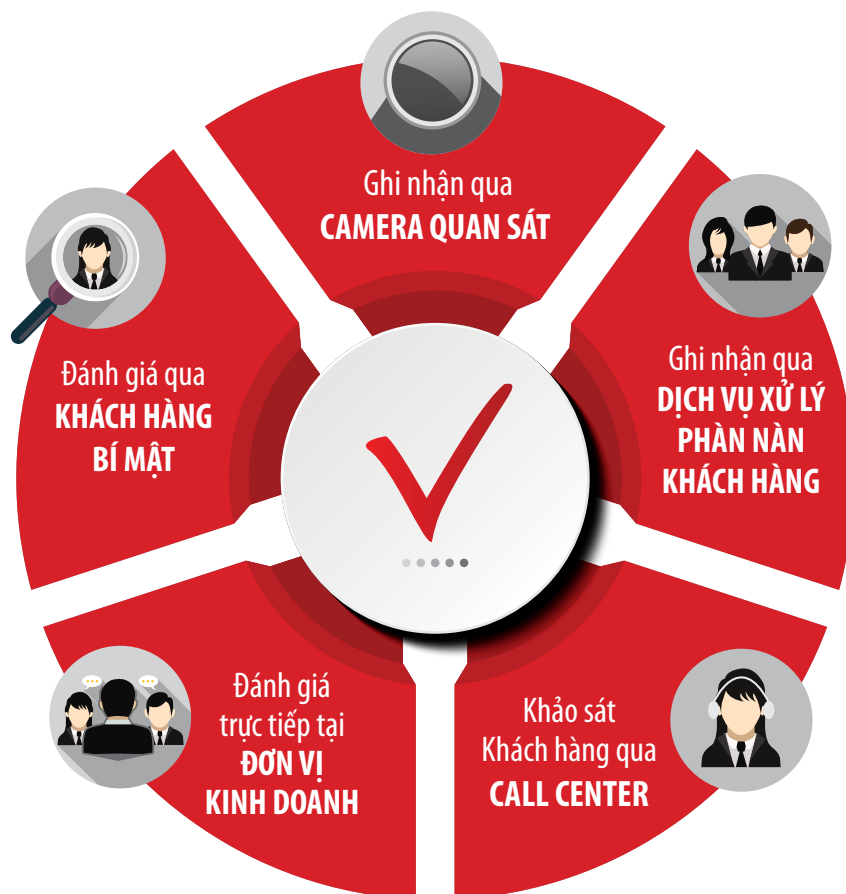 Ghi nhận qua
CAMERA QUAN SÁT
Ghi nhận qua
DỊCH VỤ XỬ LÝ
PHÀN NÀN
KHÁCH HÀNG
Khảo sát
Khách hàng qua
CALL CENTER
Đánh giá
trực tiếp tại
ĐƠN VỊ
KINH DOANH
Đánh giá qua
KHÁCH HÀNG
BÍ MẬT